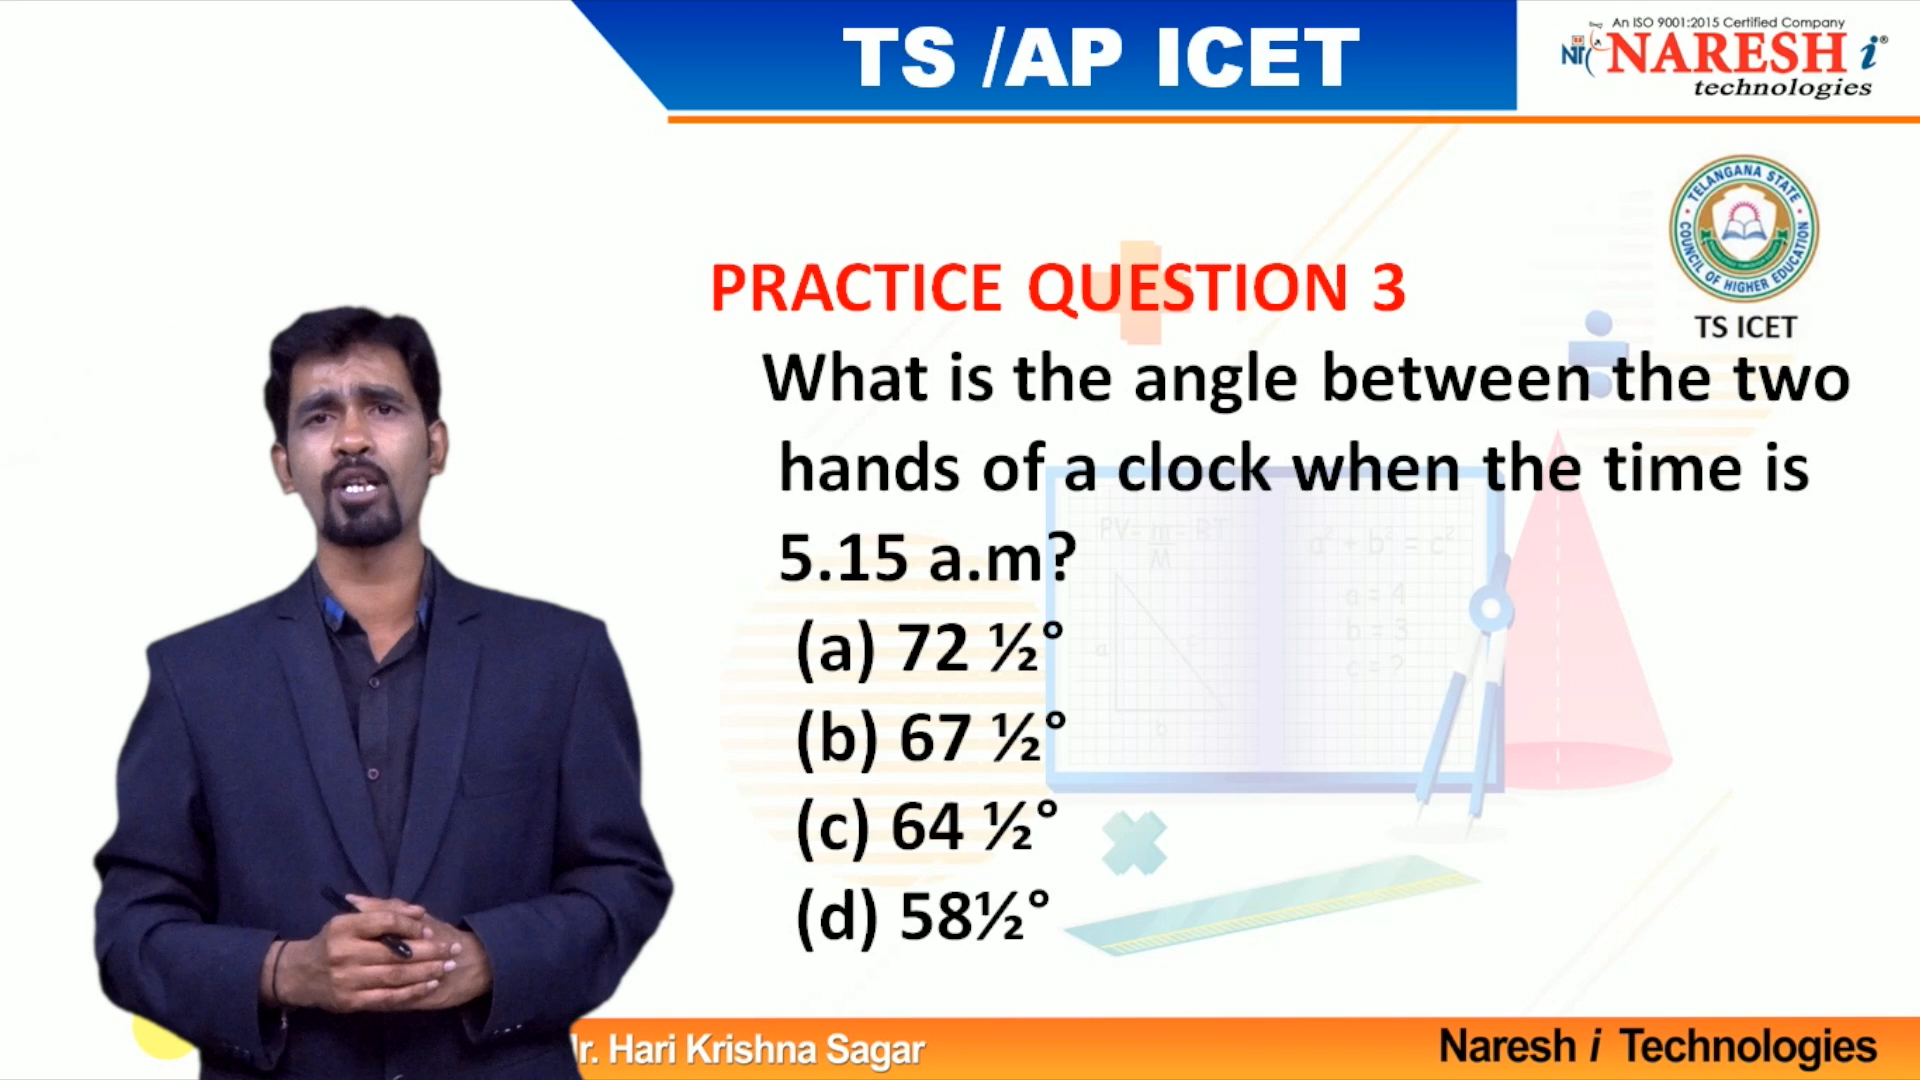 TS /AP ICET
An ISO 9001:2015 Certified Company
NARESH i®
technologies
TELANGANA STATE
COUNCIL OF HIGHER EDUCATION
TS ICET
PRACTICE QUESTION 3
What is the angle between the two
hands of a clock when the time is
5.15 a.m?
(a) 72 ½°
(b) 67 ½°
(c) 64 ½°
(d) 58½°
a = 4
b = 3
c = ?
r. Hari Krishna Sagar
Naresh i Technologies